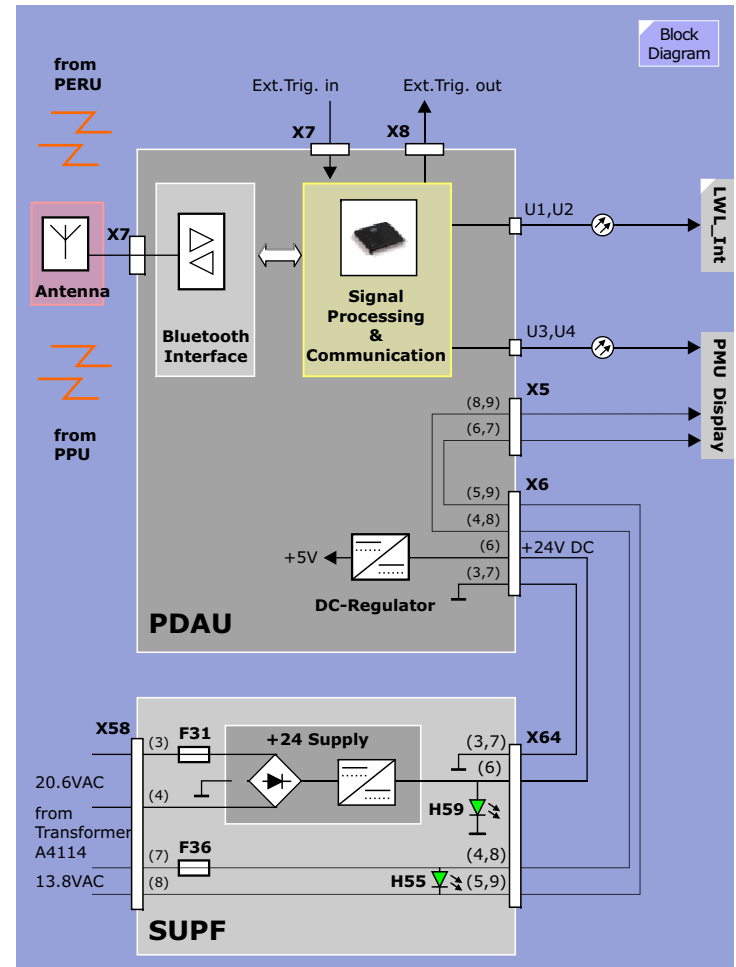 Block
Diagram
from
PERU
Ext.Trig. in
Ext.Trig. out
X7
X8
X7
Antenna
Bluetooth
Interface
Signal
Processing
&
Communication
U1,U2
LWL_Int
U3,U4
PMU Display
from
PPU
X5
(8,9)
(6,7)
X6
(5,9)
(4,8)
(6)
+24V DC
(3,7)
+5V
DC-Regulator
PDAU
X58
(3)
F31
+24 Supply
(3,7)
X64
(6)
20.6VAC
(4)
H59
from
Transformer
A4114
(7)
F36
(4,8)
13.8VAC
(8)
H55
(5,9)
SUPF